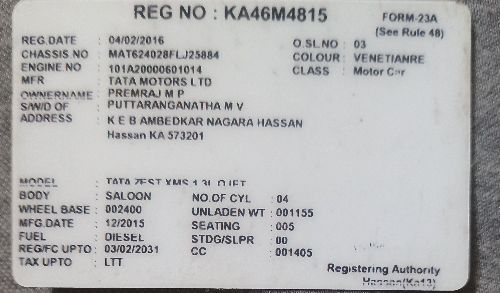 REG NO : KA46M4815
FORM-23A
(See Rule 48)
REG.DATE : 04/02/2016
O.SL.NO : 03
CHASSIS NO : MAT624028FLJ25884
COLOUR : VENETIANRE
ENGINE NO : 101A20000601014
CLASS : Motor Car
MFR : TATA MOTORS LTD
OWNERNAME : PREMRAJ M P
S/W/D OF : PUTTARANGANATHA M V
ADDRESS : K E B AMBEDKAR NAGARA HASSAN
Hassan KA 573201
MODEL : TATA ZEST XMS 1.3L QJET
BODY : SALOON
NO.OF CYL : 04
WHEEL BASE : 002400
UNLADEN WT : 001155
MFG.DATE : 12/2015
SEATING : 005
FUEL : DIESEL
STDG/SLPR : 00
REG/FC UPTO : 03/02/2031
CC : 001405
TAX UPTO : LTT
Registering Authority
Hassan(Ka13)